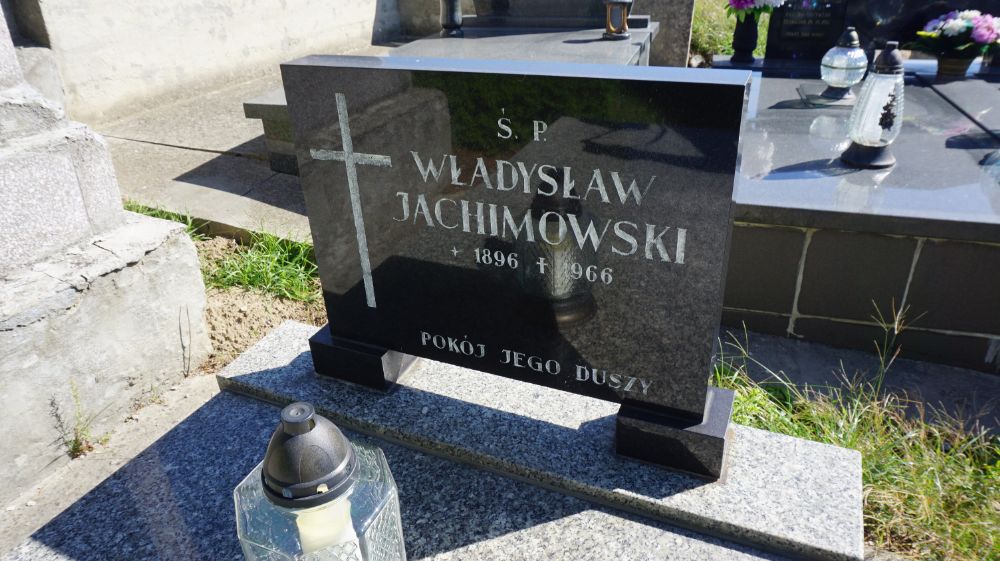 Ś. P.
WŁADYSŁAW
JACHIMOWSKI
* 1896 ✝ 1966
POKÓJ JEGO DUSZY